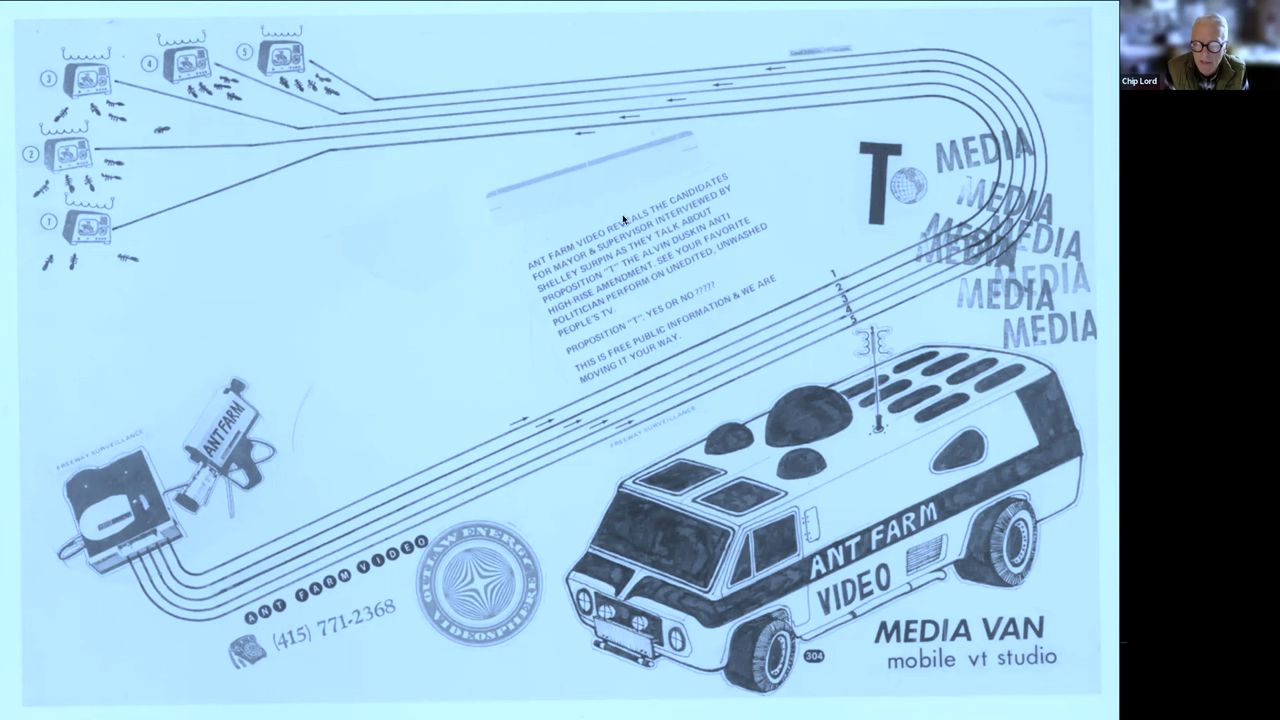 Chip Lord
5
4
3
2
1
T
MEDIA
MEDIA
MEDIA
MEDIA
MEDIA
MEDIA
MEDIA
MEDIA
ANT FARM VIDEO REVEALS THE CANDIDATES
FOR MAYOR & SUPERVISOR INTERVIEWED BY
SHELLEY SURPIN AS THEY TALK ABOUT
PROPOSITION "T" THE ALVIN DUSKIN ANTI
HIGH-RISE AMENDMENT. SEE YOUR FAVORITE
POLITICIAN PERFORM ON UNEDITED, UNWASHED
PEOPLE'S TV.
PROPOSITION "T": YES OR NO ?????
THIS IS FREE PUBLIC INFORMATION & WE ARE
MOVING IT YOUR WAY.
1
2
3
4
5
FREEWAY SURVEILLANCE
ANT FARM
FREEWAY SURVEILLANCE
ANT FARM VIDEO
(415) 771-2368
OUTLAW ENERGY
VIDEOSPHERE
ANT FARM
VIDEO
304
MEDIA VAN
mobile vt studio